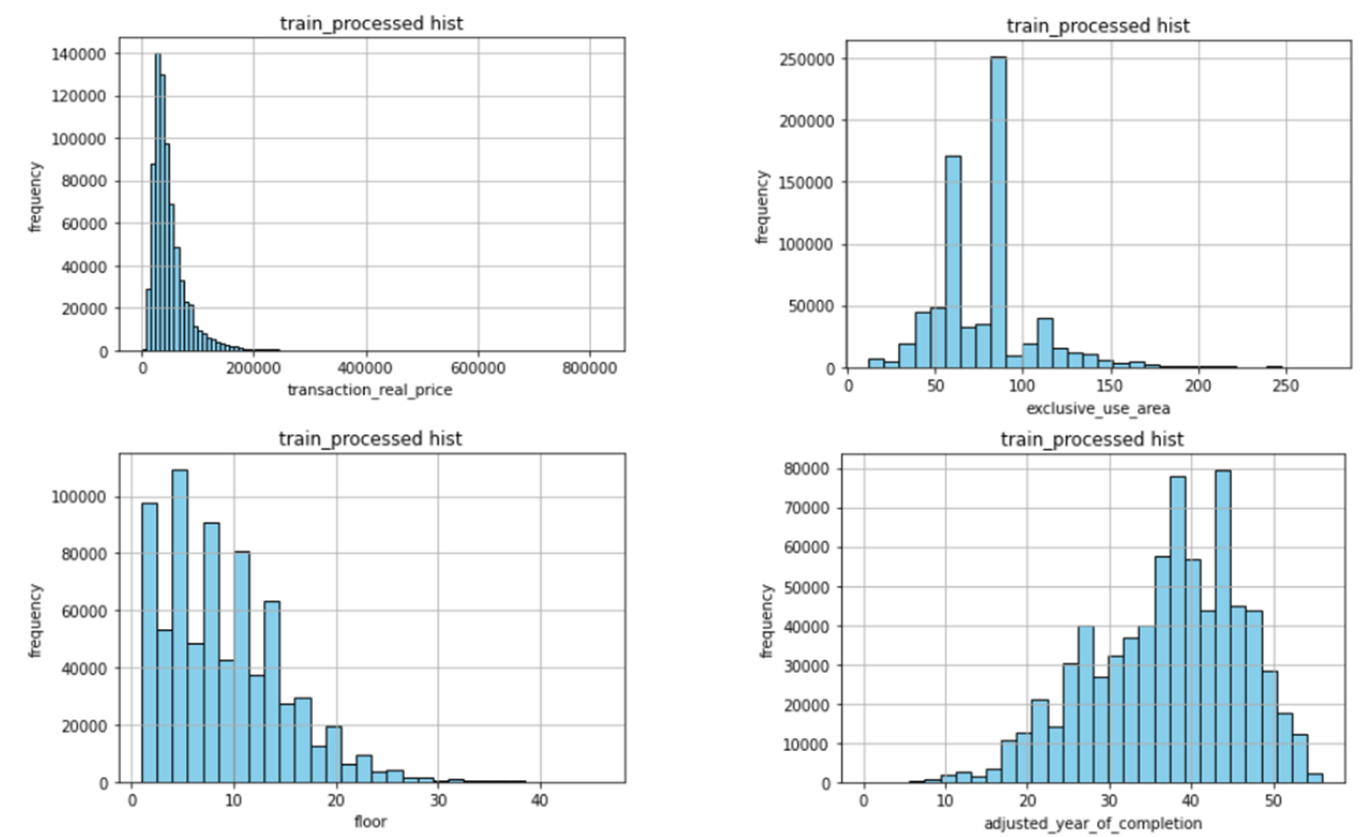 train_processed hist
140000
120000
100000
80000
60000
40000
20000
0
frequency
0 200000 400000 600000 800000
transaction_real_price
train_processed hist
250000
200000
150000
100000
50000
0
frequency
0 50 100 150 200 250
exclusive_use_area
train_processed hist
100000
80000
60000
40000
20000
0
frequency
0 10 20 30 40
floor
train_processed hist
80000
70000
60000
50000
40000
30000
20000
10000
0
frequency
0 10 20 30 40 50
adjusted_year_of_completion